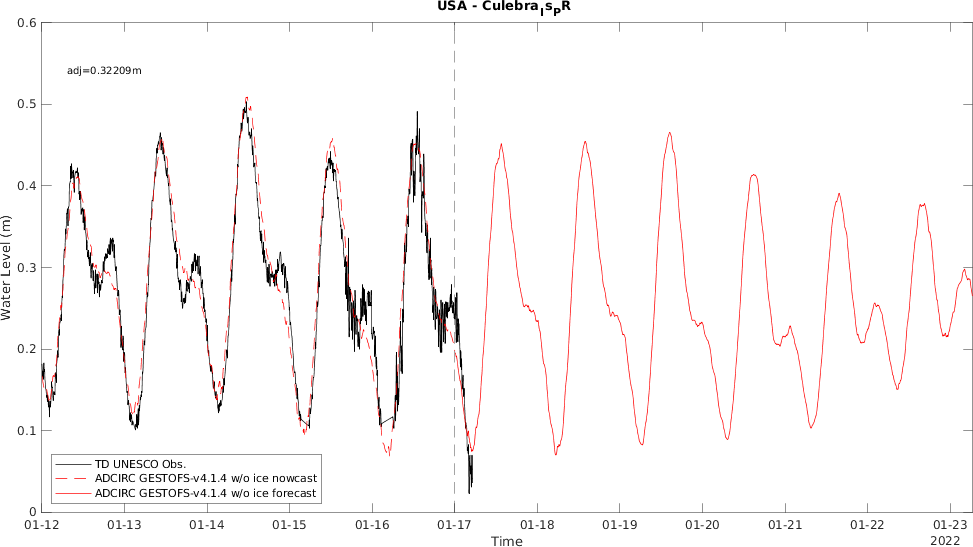 USA - Culebra_Is_PR
adj=0.32209m
0.6
0.5
0.4
0.3
0.2
0.1
0
Water Level (m)
TD UNESCO Obs.
ADCIRC GESTOFS-v4.1.4 w/o ice nowcast
ADCIRC GESTOFS-v4.1.4 w/o ice forecast
01-12 01-13 01-14 01-15 01-16 01-17 01-18 01-19 01-20 01-21 01-22 01-23
Time
2022